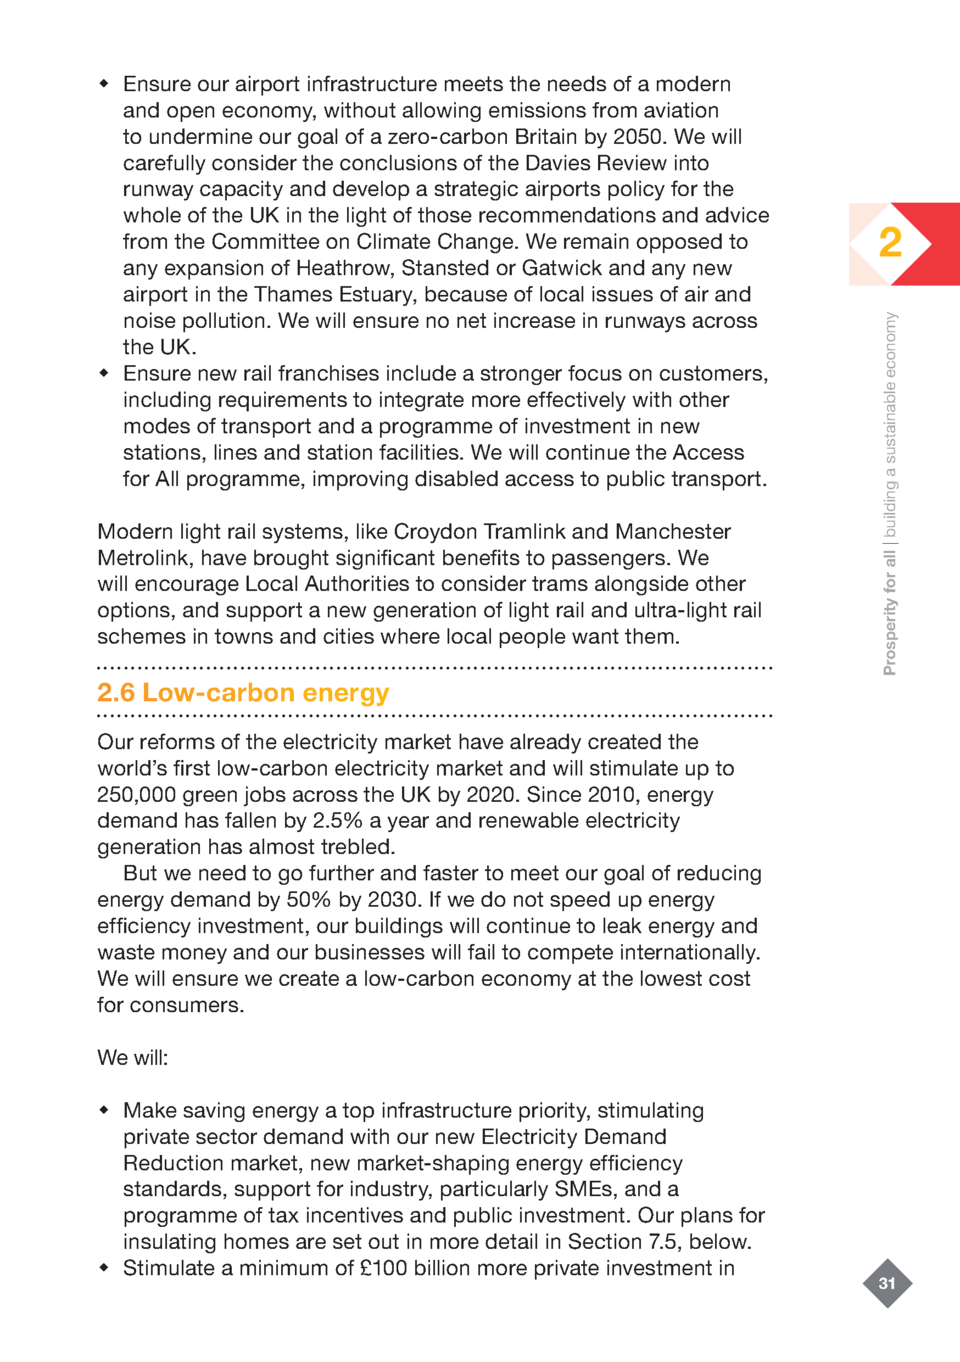 ◆ Ensure our airport infrastructure meets the needs of a modern
and open economy, without allowing emissions from aviation
to undermine our goal of a zero-carbon Britain by 2050. We will
carefully consider the conclusions of the Davies Review into
runway capacity and develop a strategic airports policy for the
whole of the UK in the light of those recommendations and advice
from the Committee on Climate Change. We remain opposed to
any expansion of Heathrow, Stansted or Gatwick and any new
airport in the Thames Estuary, because of local issues of air and
noise pollution. We will ensure no net increase in runways across
the UK.
◆ Ensure new rail franchises include a stronger focus on customers,
including requirements to integrate more effectively with other
modes of transport and a programme of investment in new
stations, lines and station facilities. We will continue the Access
for All programme, improving disabled access to public transport.
Modern light rail systems, like Croydon Tramlink and Manchester
Metrolink, have brought significant benefits to passengers. We
will encourage Local Authorities to consider trams alongside other
options, and support a new generation of light rail and ultra-light rail
schemes in towns and cities where local people want them.
2.6 Low-carbon energy
Our reforms of the electricity market have already created the
world’s first low-carbon electricity market and will stimulate up to
250,000 green jobs across the UK by 2020. Since 2010, energy
demand has fallen by 2.5% a year and renewable electricity
generation has almost trebled.
But we need to go further and faster to meet our goal of reducing
energy demand by 50% by 2030. If we do not speed up energy
efficiency investment, our buildings will continue to leak energy and
waste money and our businesses will fail to compete internationally.
We will ensure we create a low-carbon economy at the lowest cost
for consumers.
We will:
◆ Make saving energy a top infrastructure priority, stimulating
private sector demand with our new Electricity Demand
Reduction market, new market-shaping energy efficiency
standards, support for industry, particularly SMEs, and a
programme of tax incentives and public investment. Our plans for
insulating homes are set out in more detail in Section 7.5, below.
◆ Stimulate a minimum of £100 billion more private investment in
2
Prosperity for all | building a sustainable economy
31